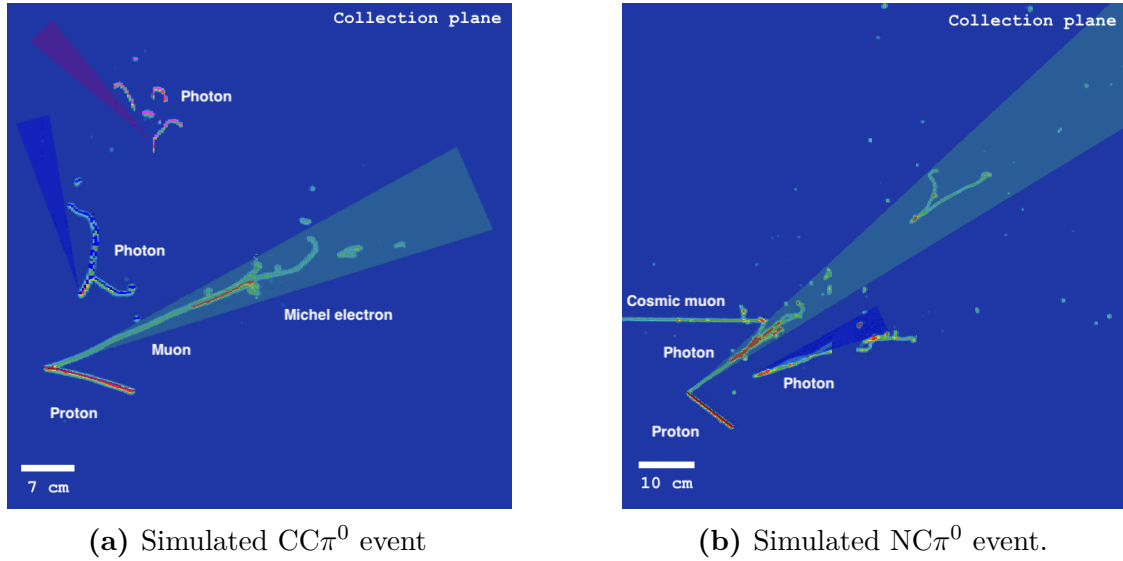 Collection plane
Photon
Photon
Michel electron
Muon
Proton
7 cm
(a) Simulated CCπ⁰ event
Collection plane
Cosmic muon
Photon
Photon
Proton
10 cm
(b) Simulated NCπ⁰ event.